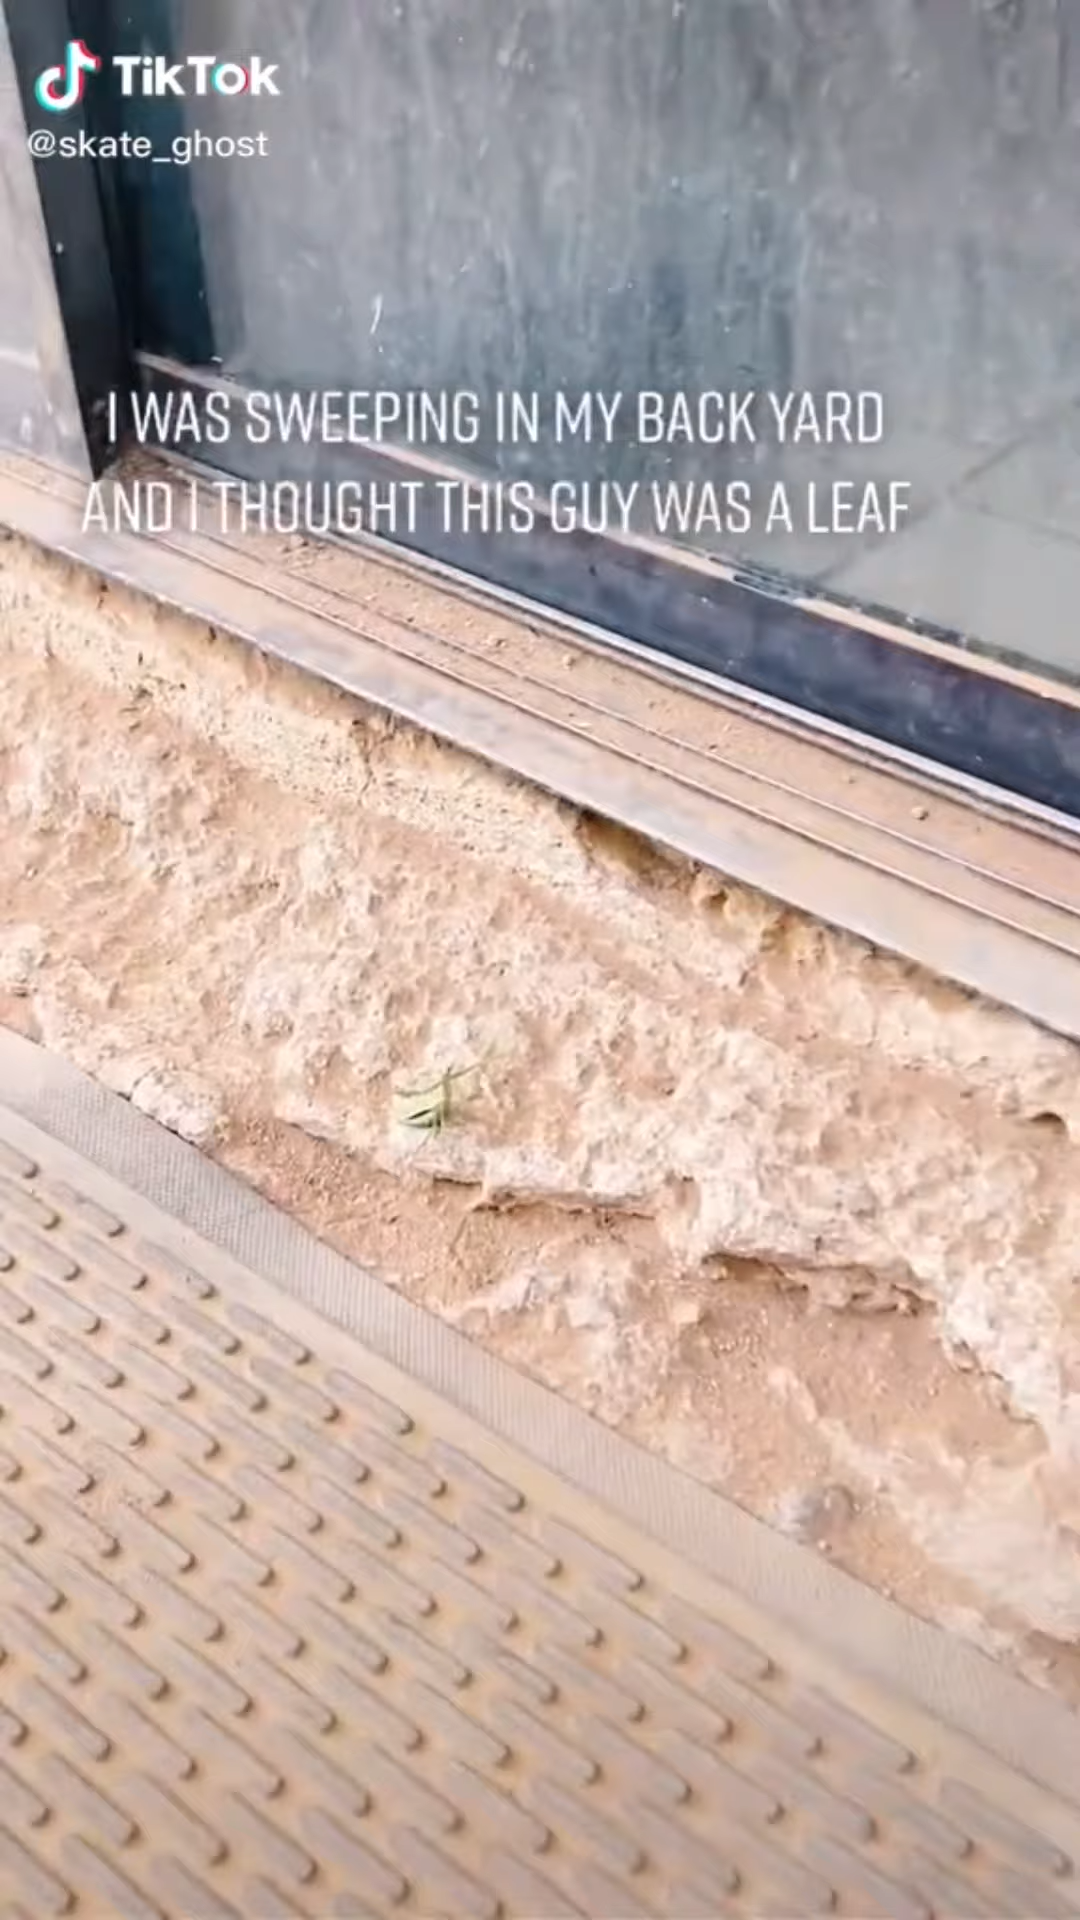 TikTok
@skate_ghost
I WAS SWEEPING IN MY BACK YARD
AND I THOUGHT THIS GUY WAS A LEAF